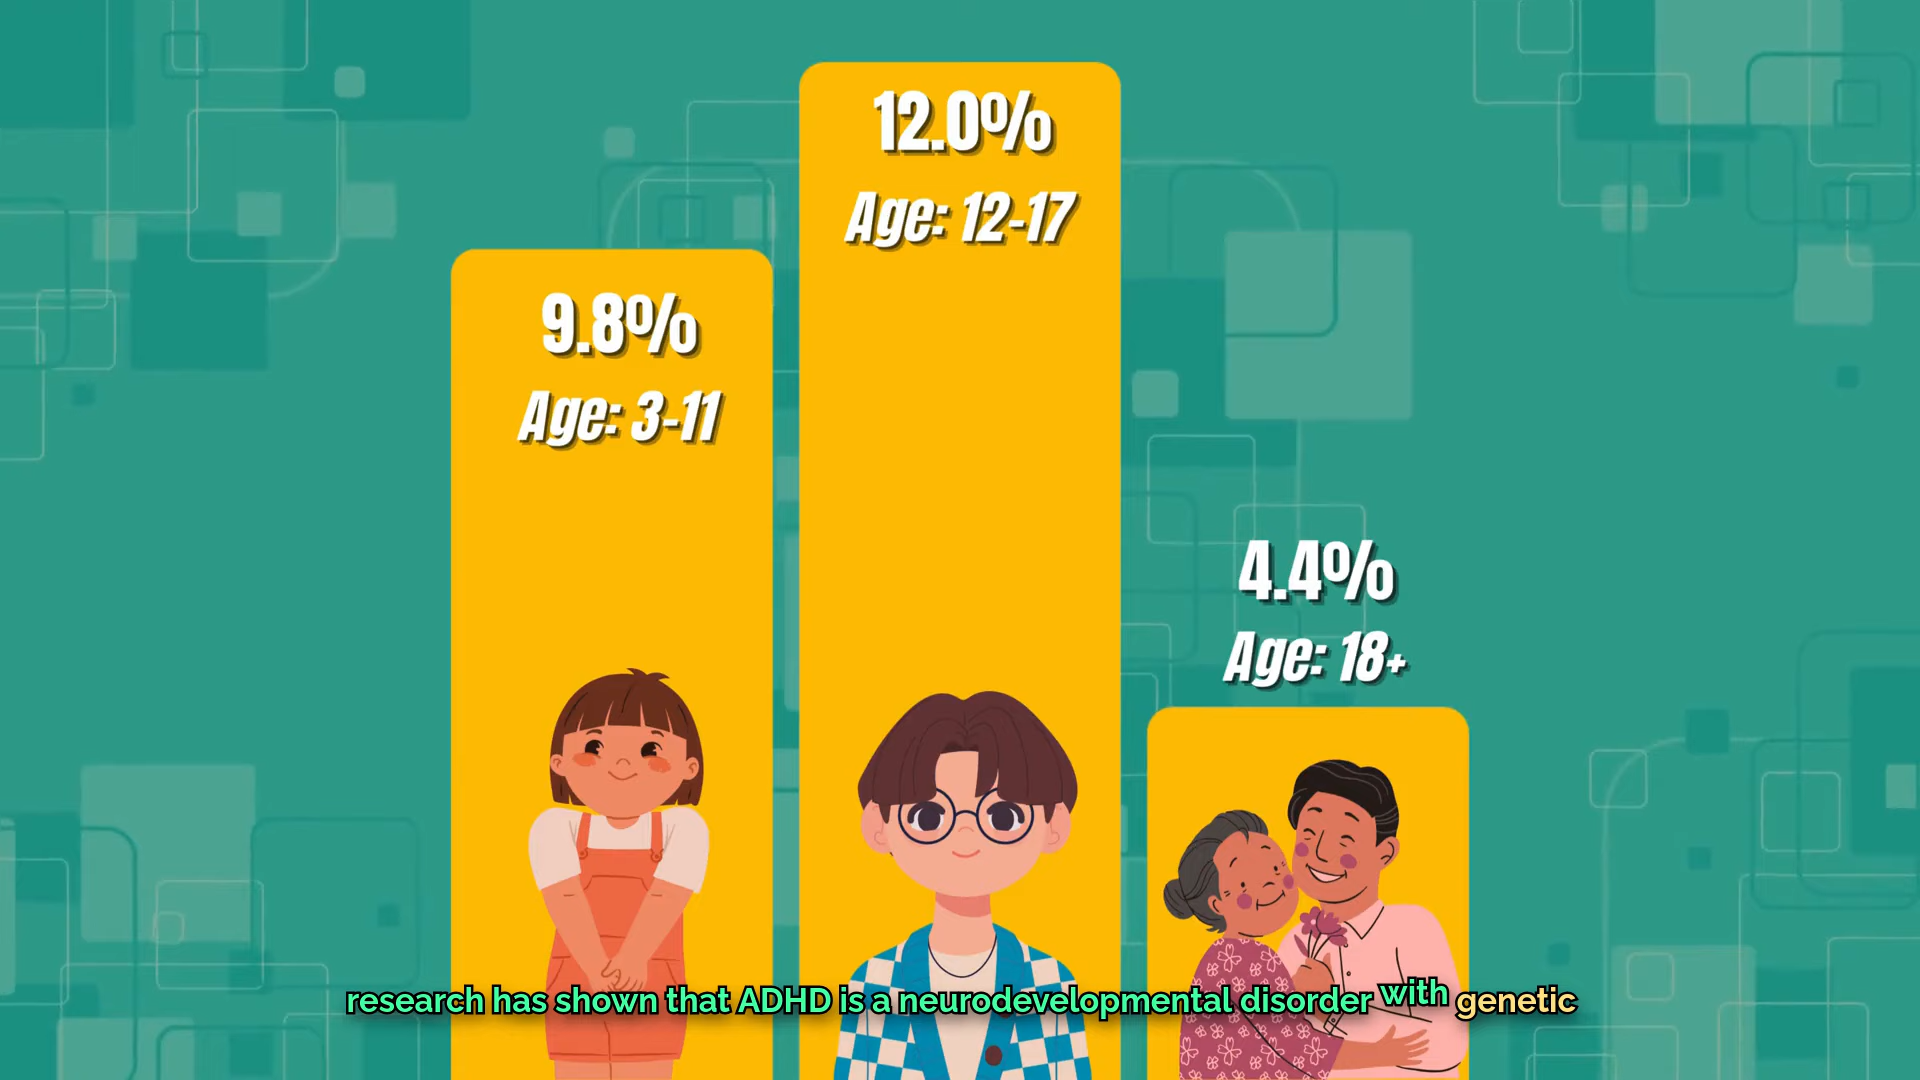 9.8%
Age: 3-11
12.0%
Age: 12-17
4.4%
Age: 18+
research has shown that ADHD is a neurodevelopmental disorder with genetic